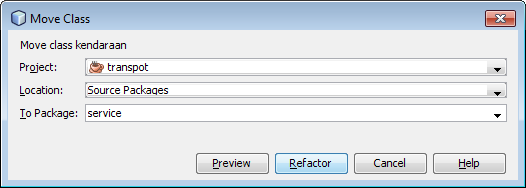 Move Class
Move class kendaraan
Project: transpot
Location: Source Packages
To Package: service
Preview Refactor Cancel Help